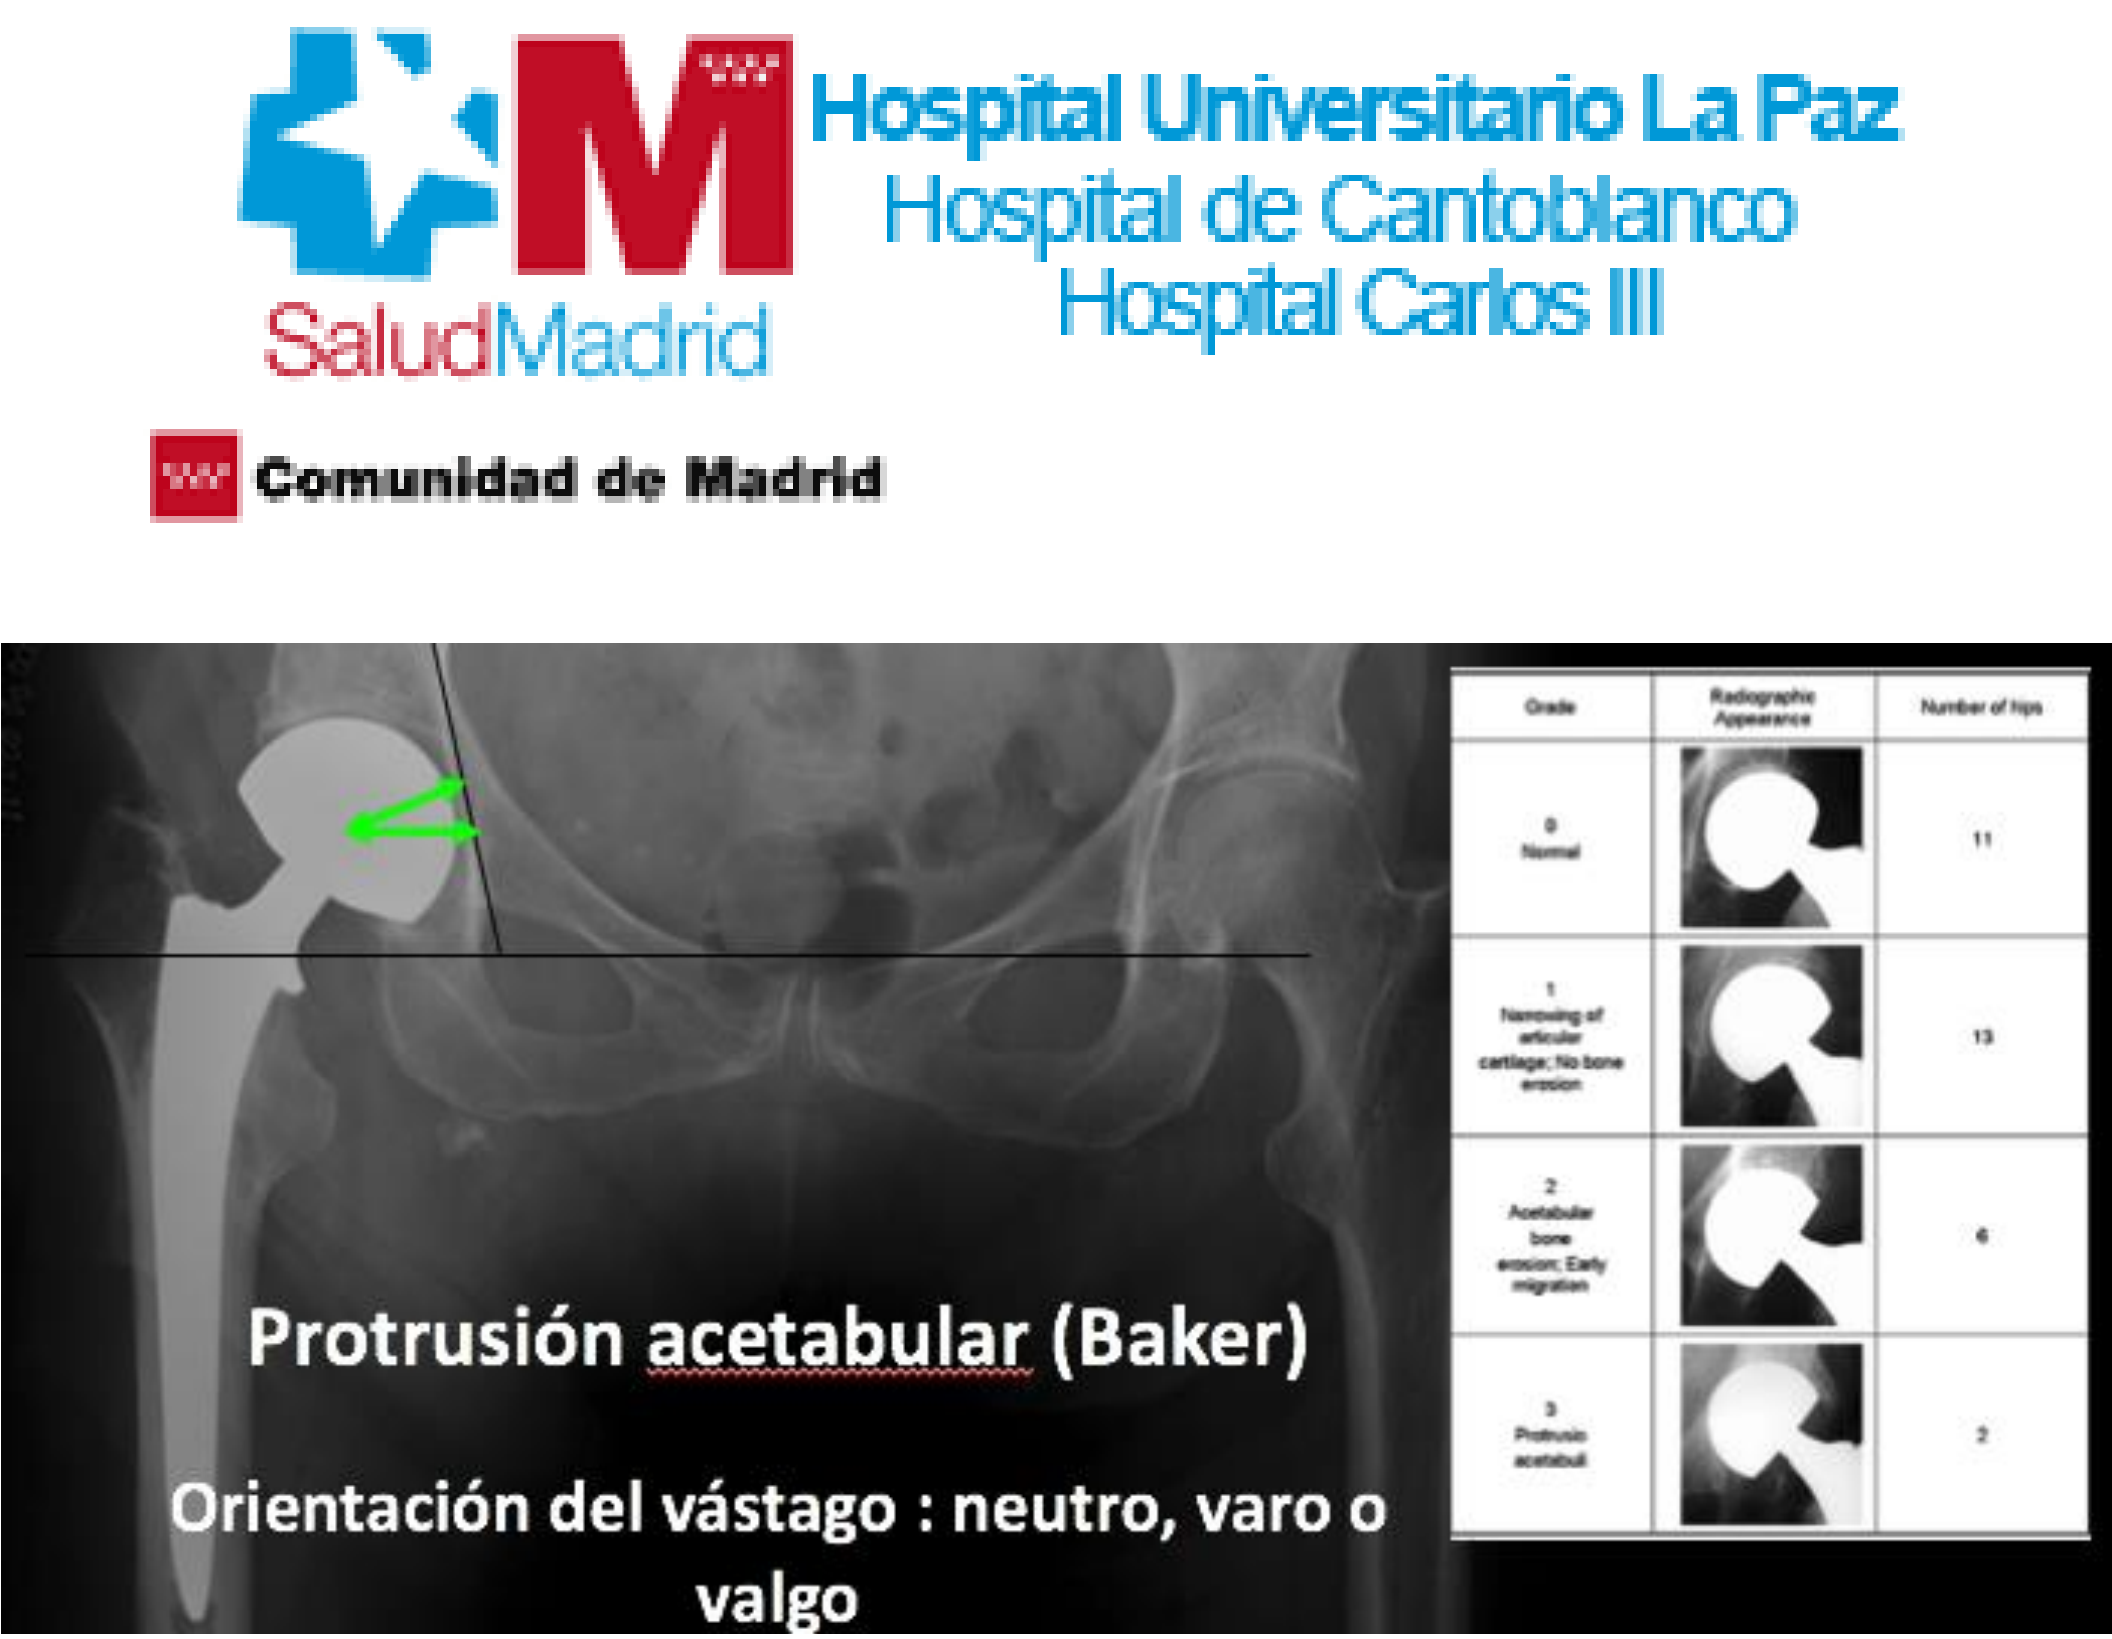 Hospital Universitario La Paz
Hospital de Cantoblanco
Hospital Carlos III
SaludMadrid
Comunidad de Madrid
Grade
Radiographic
Appearance
Number of hips
0
Normal
11
1
Narrowing of
articular
cartilage; No bone
erosion
13
2
Acetabular
bone
erosion; Early
migration
6
3
Protrusio
acetabuli
2
Protrusión acetabular (Baker)
Orientación del vástago : neutro, varo o
valgo